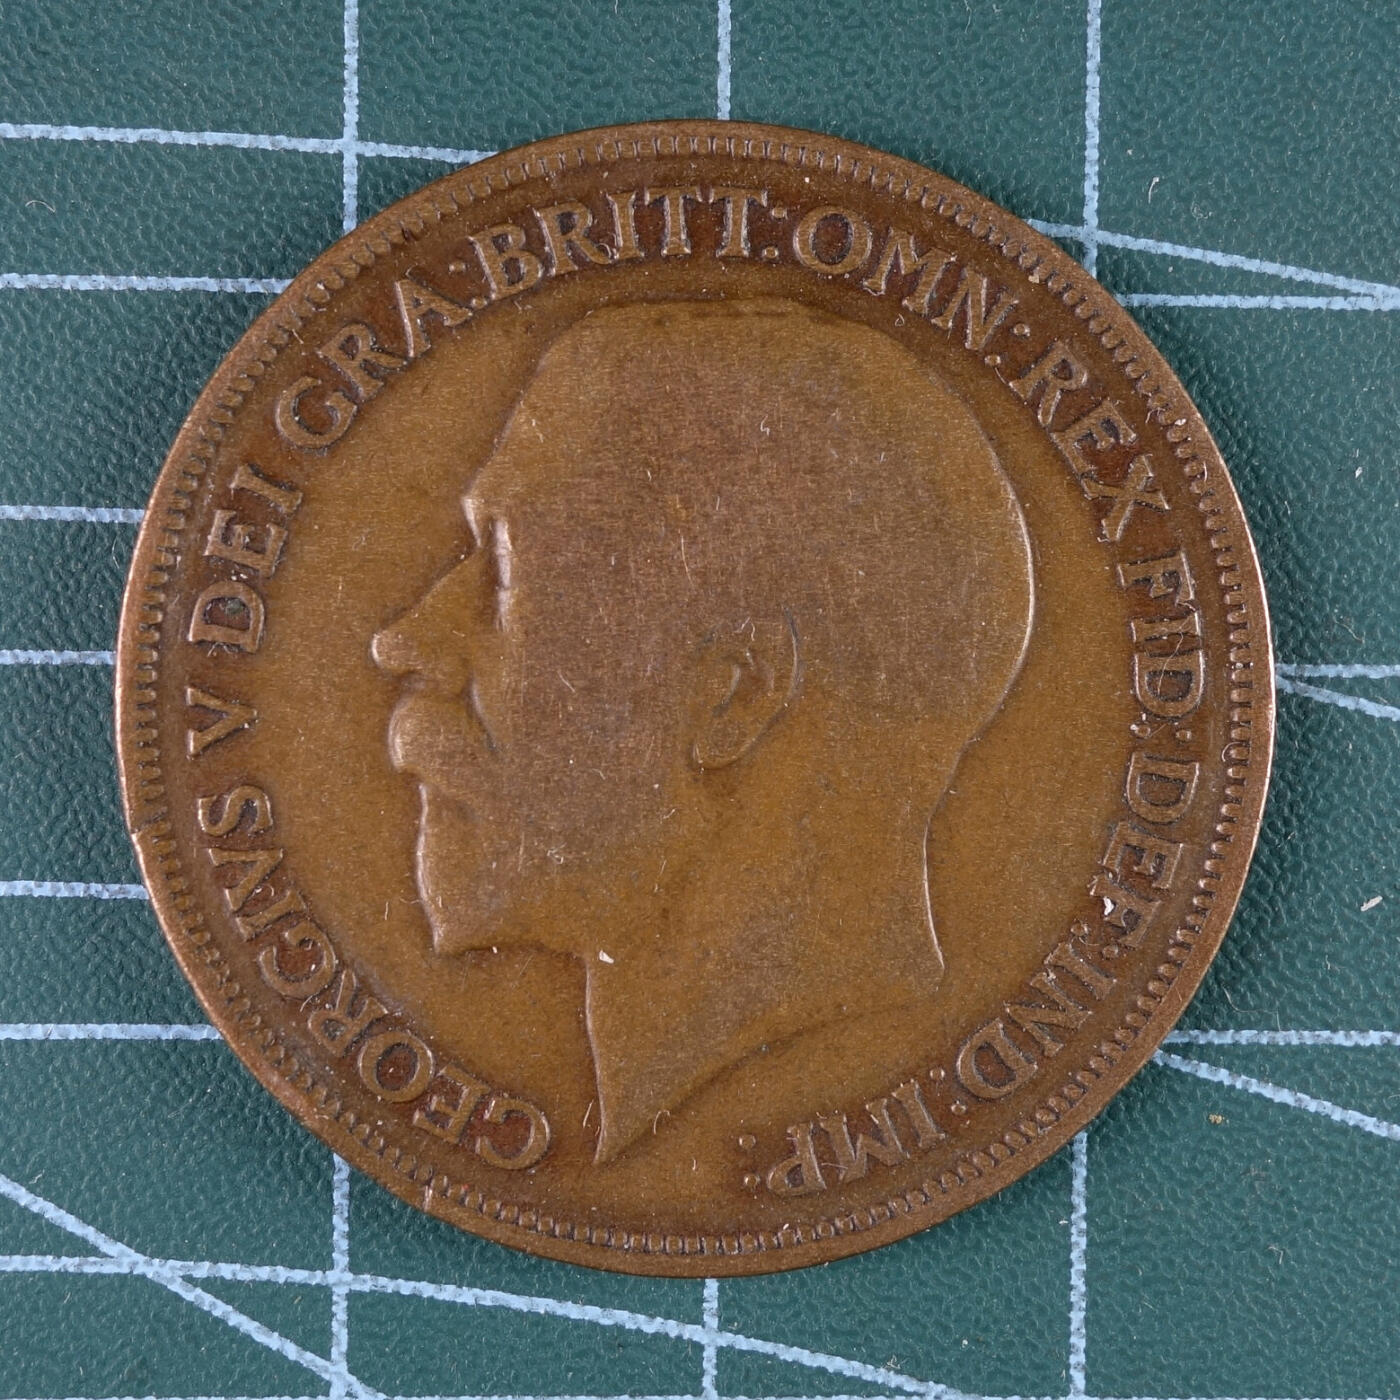 GEORGIVS V DEI GRA: BRITT: OMN: REX FID: DEF: IND: IMP: